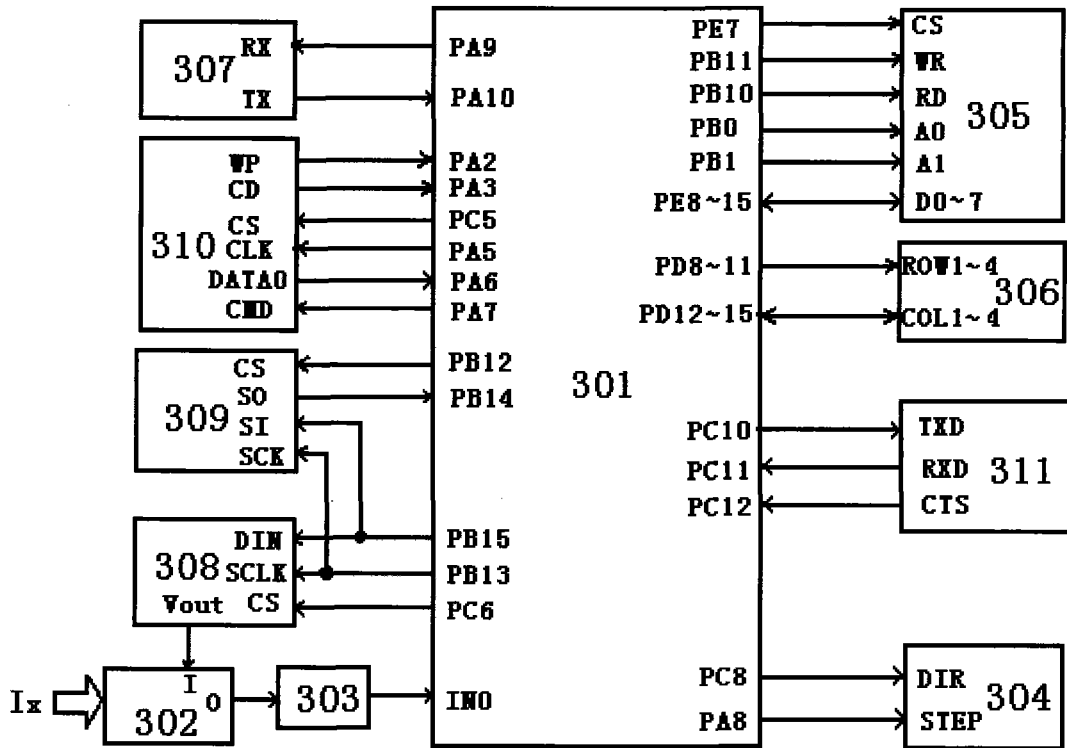 307
RX
TX
310
WP
CD
CS
CLK
DATA0
CMD
309
CS
SO
SI
SCK
308
DIN
SCLK
Vout CS
Ix
302
I
O
303
301
PA9
PA10
PA2
PA3
PC5
PA5
PA6
PA7
PB12
PB14
PB15
PB13
PC6
IN0
PE7
PB11
PB10
PB0
PB1
PE8~15
PD8~11
PD12~15
PC10
PC11
PC12
PC8
PA8
CS
WR
RD
A0
A1
D0~7
305
ROW1~4
COL1~4
306
TXD
RXD
CTS
311
DIR
STEP
304